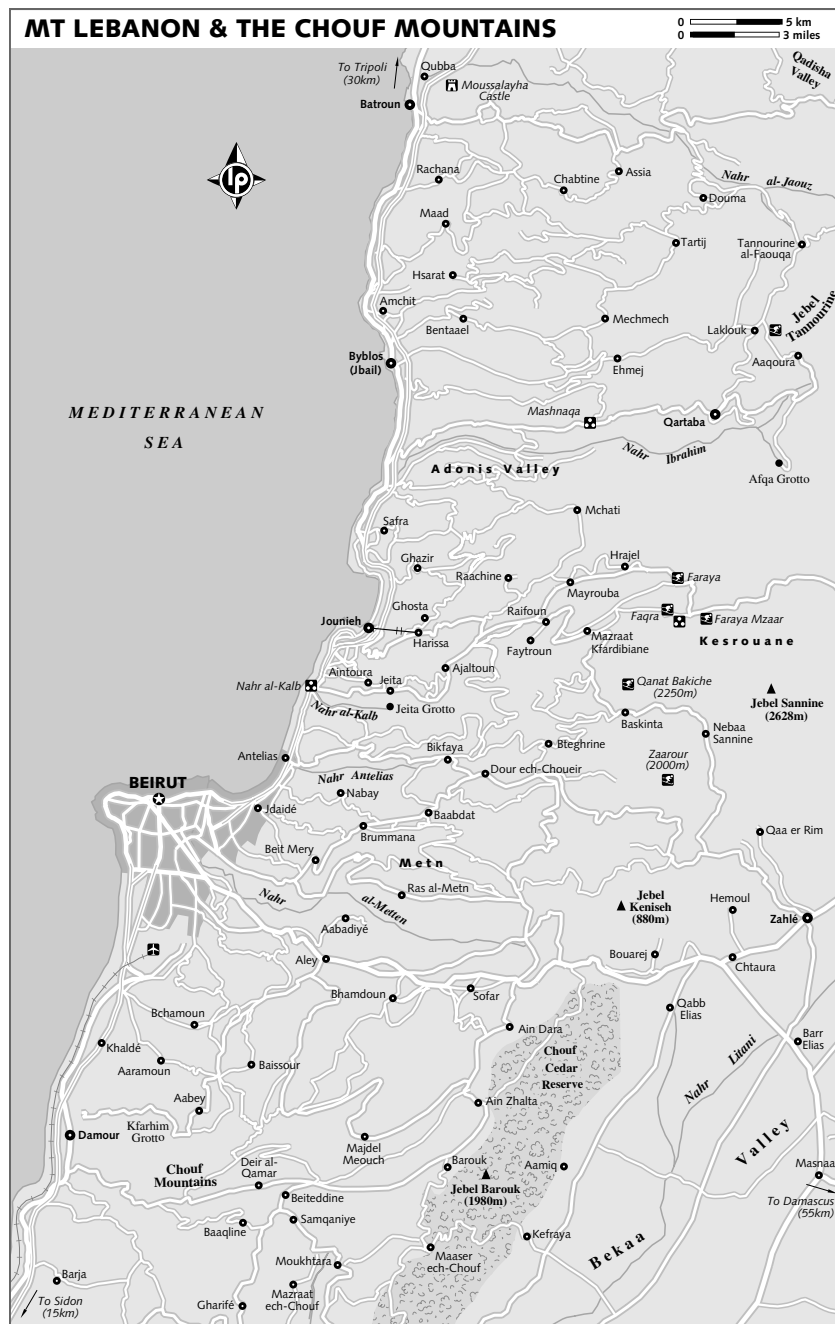 MT LEBANON & THE CHOUF MOUNTAINS
0 5 km
0 3 miles
To Tripoli
(30km)
Qubba
Moussalayha
Castle
Qadisha
Valley
Batroun
lp
Rachana
Chabtine
Assia
Nahr al-Jaouz
Douma
Maad
Tartij
Tannourine
al-Faouqa
Hsarat
Amchit
Bentaael
Mechmech
Laklouk
Jebel
Tannourine
Byblos
(Jbail)
Ehmej
Aaqoura
MEDITERRANEAN
SEA
Mashnaqa
Qartaba
Nahr Ibrahim
Adonis Valley
Afqa Grotto
Mchati
Safra
Ghazir
Raachine
Hrajel
Mayrouba
Faraya
Ghosta
Raifoun
Faqra
Faraya Mzaar
Jounieh
Harissa
Faytroun
Mazraat
Kfardibiane
Kesrouane
Aintoura
Jeita
Ajaltoun
Nahr al-Kalb
Qanat Bakiche
(2250m)
Jebel Sannine
(2628m)
Nahr al-Kalb
Jeita Grotto
Baskinta
Nebaa
Sannine
Antelias
Bikfaya
Bteghrine
Zaarour
(2000m)
Nahr Antelias
Dour ech-Choueir
BEIRUT
Nabay
Jdaidé
Baabdat
Brummana
Qaa er Rim
Beit Mery
Metn
Nahr al-Metten
Ras al-Metn
Jebel
Keniseh
(880m)
Hemoul
Zahlé
Aabadiyé
Aley
Bouarej
Chtaura
Bhamdoun
Sofar
Qabb
Elias
Bchamoun
Ain Dara
Khaldé
Chouf
Cedar
Reserve
Nahr Litani
Barr
Elias
Aaramoun
Baissour
Aabey
Ain Zhalta
Kfarhim
Grotto
Damour
Majdel
Meouch
Valley
Chouf
Mountains
Deir al-
Qamar
Barouk
Aamiq
Masnaa
Jebel Barouk
(1980m)
Beiteddine
To Damascus
(55km)
Baaqline
Samqaniye
Kefraya
Bekaa
Moukhtara
Maaser
ech-Chouf
Barja
Mazraat
ech-Chouf
To Sidon
(15km)
Gharifé